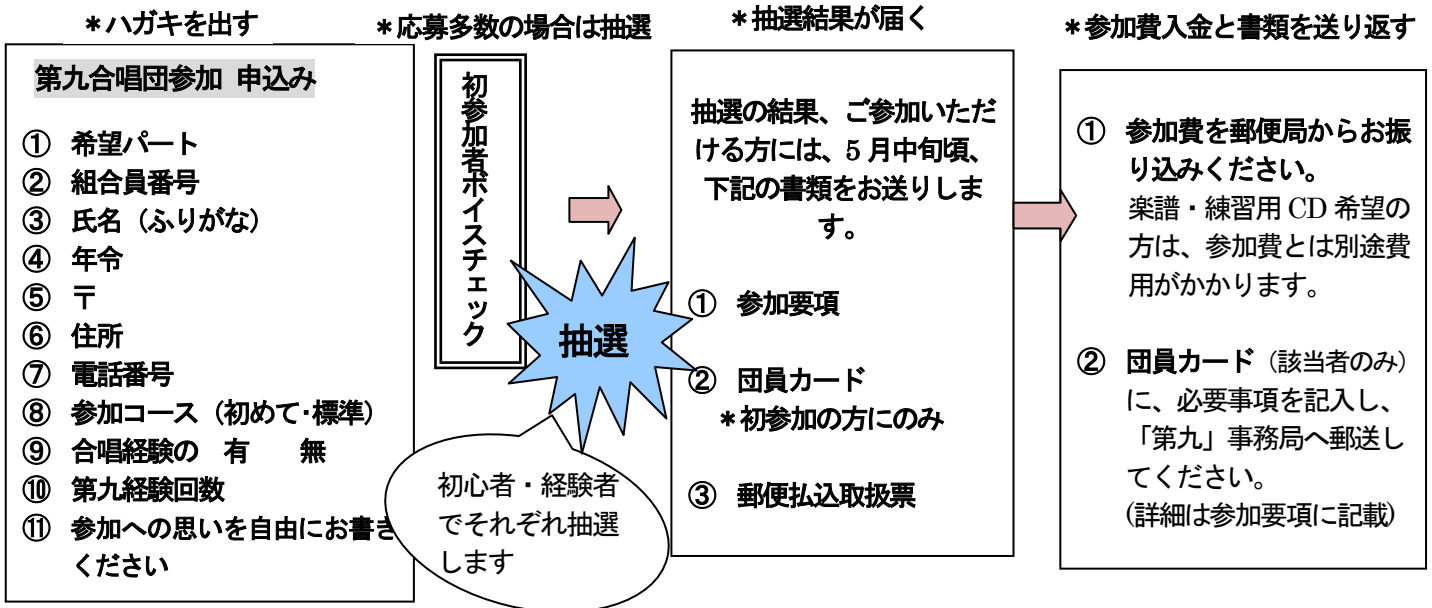 *ハガキを出す
第九合唱団参加 申込み
① 希望パート
② 組合員番号
③ 氏名（ふりがな）
④ 年令
⑤ 〒
⑥ 住所
⑦ 電話番号
⑧ 参加コース（初めて・標準）
⑨ 合唱経験の 有 無
⑩ 第九経験回数
⑪ 参加への思いを自由にお書き
ください
*応募多数の場合は抽選
初参加者ボイスチェック
抽選
初心者・経験者
でそれぞれ抽選
します
*抽選結果が届く
抽選の結果、ご参加いただ
ける方には、5 月中旬頃、
下記の書類をお送りしま
す。
① 参加要項
② 団員カード
*初参加の方にのみ
③ 郵便払込取扱票
*参加費入金と書類を送り返す
① 参加費を郵便局からお振
り込みください。
楽譜・練習用 CD 希望の
方は、参加費とは別途費
用がかかります。
② 団員カード（該当者のみ）
に、必要事項を記入し、
「第九」事務局へ郵送し
てください。
(詳細は参加要項に記載)